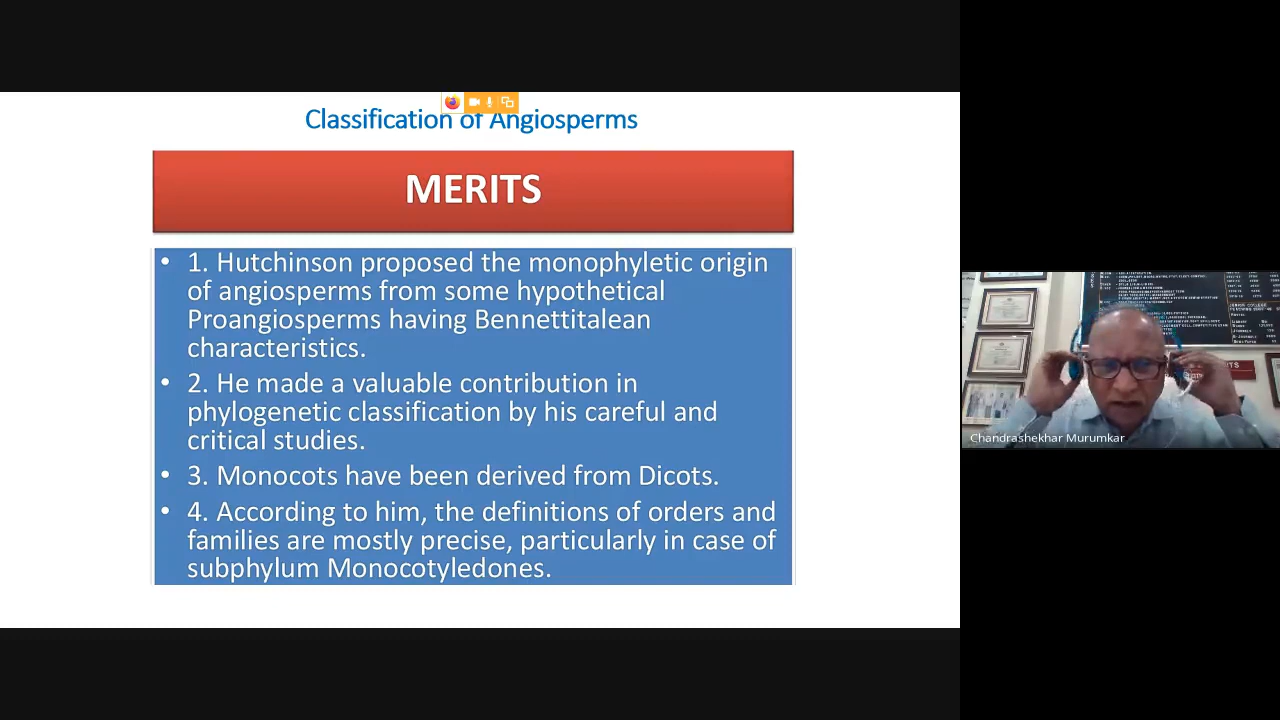 Classification of Angiosperms
MERITS
• 1. Hutchinson proposed the monophyletic origin
of angiosperms from some hypothetical
Proangiosperms having Bennettitalean
characteristics.
• 2. He made a valuable contribution in
phylogenetic classification by his careful and
critical studies.
• 3. Monocots have been derived from Dicots.
• 4. According to him, the definitions of orders and
families are mostly precise, particularly in case of
subphylum Monocotyledones.
JUNIOR COLLEGE
Chandrashekhar Murumkar